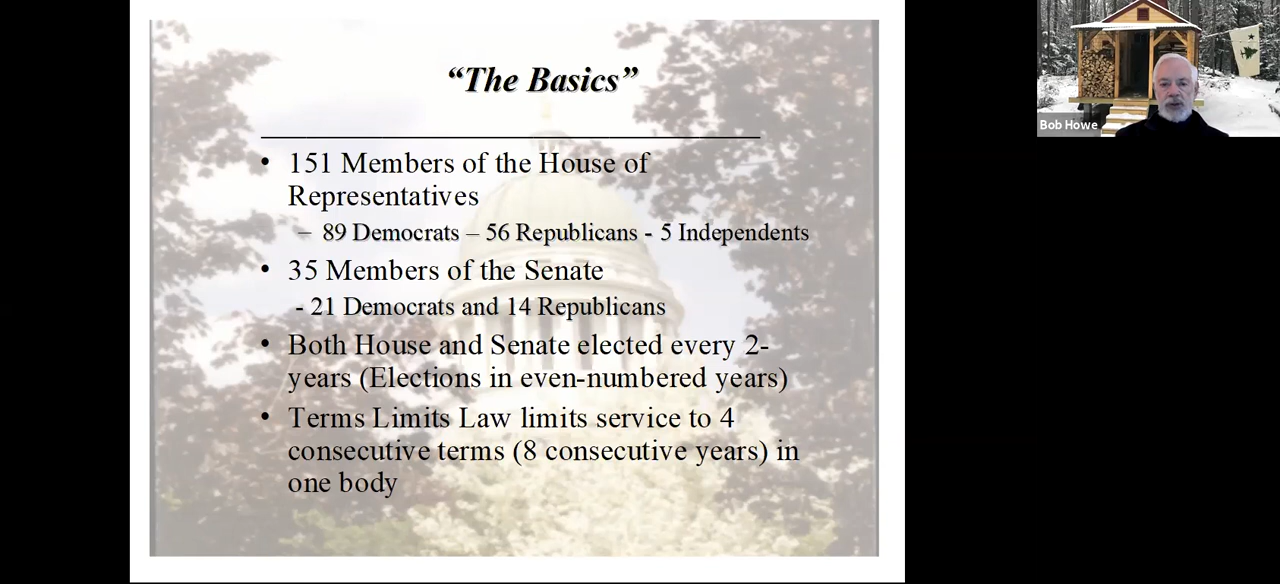 “The Basics”
• 151 Members of the House of
Representatives
– 89 Democrats – 56 Republicans - 5 Independents
• 35 Members of the Senate
- 21 Democrats and 14 Republicans
• Both House and Senate elected every 2-
years (Elections in even-numbered years)
• Terms Limits Law limits service to 4
consecutive terms (8 consecutive years) in
one body
Bob Howe